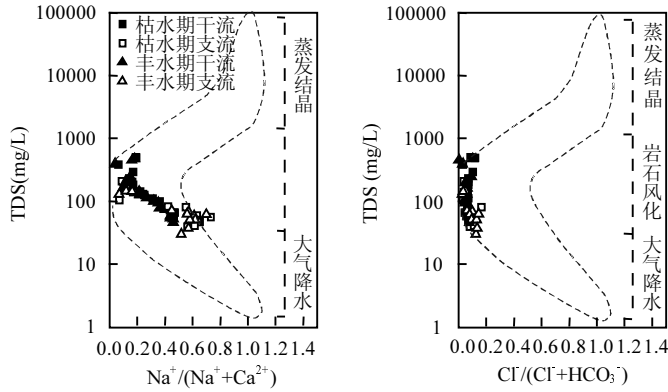 100000
10000
1000
100
10
1
TDS(mg/L)
枯水期干流
枯水期支流
丰水期干流
丰水期支流
蒸发结晶
大气降水
0.0 0.2 0.4 0.6 0.8 1.0 1.2 1.4
Na⁺/(Na⁺+Ca²⁺)
100000
10000
1000
100
10
1
TDS (mg/L)
蒸发结晶
岩石风化
大气降水
0.0 0.2 0.4 0.6 0.8 1.0 1.2 1.4
Cl⁻/(Cl⁻+HCO₃⁻)